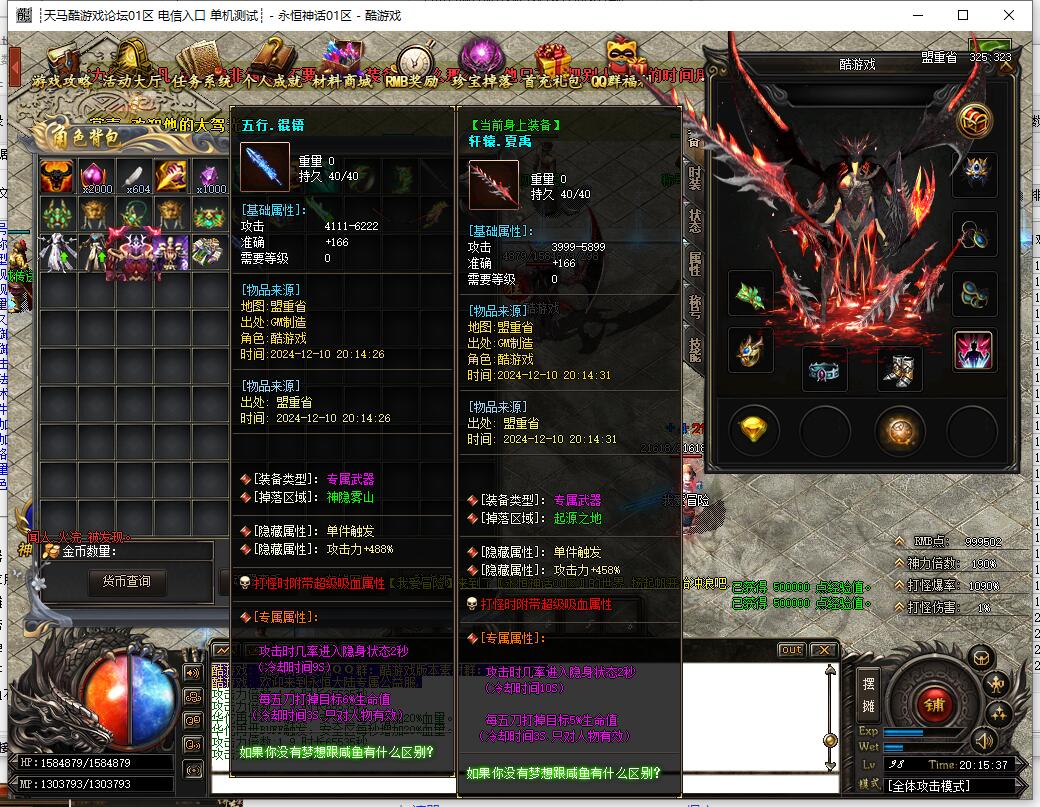 天马酷游戏论坛01区 电信入口 单机测试 - 永恒神话01区 - 酷游戏
游戏攻略 活动大厅 任务系统 个人成就 材料商城 RMB奖励 珍宝掉落 首充礼包
角色背包
x2000 x604 x1000
金币数量:
货币查询
五行.锟铻
重量 0
持久 40/40
[基础属性]:
攻击 4111-6222
准确 +166
需要等级 0
[物品来源]
地图:盟重省
出处:GM制造
角色:酷游戏
时间:2024-12-10 20:14:26
[物品来源]
出处: 盟重省
时间: 2024-12-10 20:14:26
[装备类型]: 专属武器
[掉落区域]: 神隐雾山
[隐藏属性]: 单件触发
[隐藏属性]: 攻击力+488%
打怪时附带超级吸血属性
[专属属性]:
攻击时几率进入隐身状态2秒
(冷却时间9S)
每五刀打掉目标6%生命值
(冷却时间3S.只对人物有效)
如果你没有梦想跟咸鱼有什么区别?
【当前身上装备】
轩辕.夏禹
重量 0
持久 40/40
[基础属性]:
攻击 3999-5899
准确 +166
需要等级 0
[物品来源]
地图:盟重省
出处:GM制造
角色:酷游戏
时间:2024-12-10 20:14:31
[物品来源]
出处: 盟重省
时间: 2024-12-10 20:14:31
[装备类型]: 专属武器
[掉落区域]: 起源之地
[隐藏属性]: 单件触发
[隐藏属性]: 攻击力+458%
打怪时附带超级吸血属性
[专属属性]:
攻击时几率进入隐身状态2秒
(冷却时间10S)
每五刀打掉目标5%生命值
(冷却时间3S.只对人物有效)
如果你没有梦想跟咸鱼有什么区别?
酷游戏
盟重省 325:323
时装
状态
属性
称号
技能
RMB点: 999502
神力倍数: 190%
打怪爆率: 1090%
打怪伤害: 1%
已获得 500000 点经验值。
已获得 500000 点经验值。
out X
HP:1584879/1584879
MP:1303793/1303793
摆摊
铺
Exp
Wet
Lv 98 Time 20:15:37
模式 [全体攻击模式]